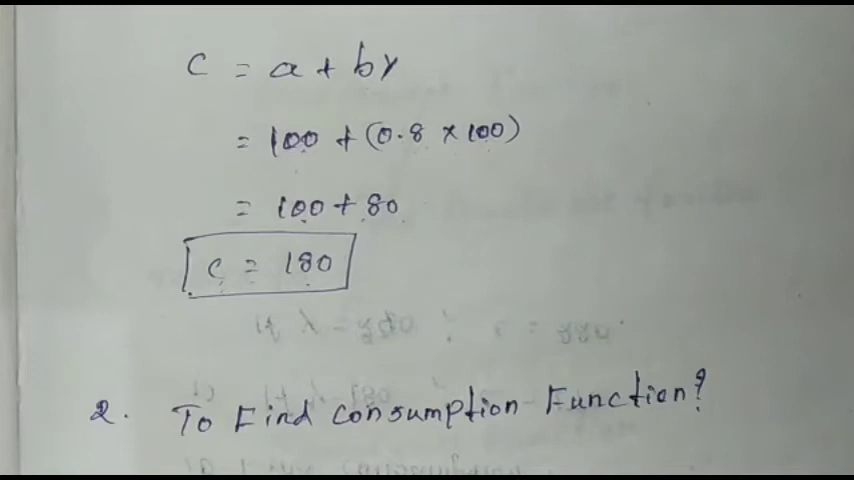 C = a + by
= 100 + (0.8 × 100)
= 100 + 80
C = 180
2. To Find consumption Function?